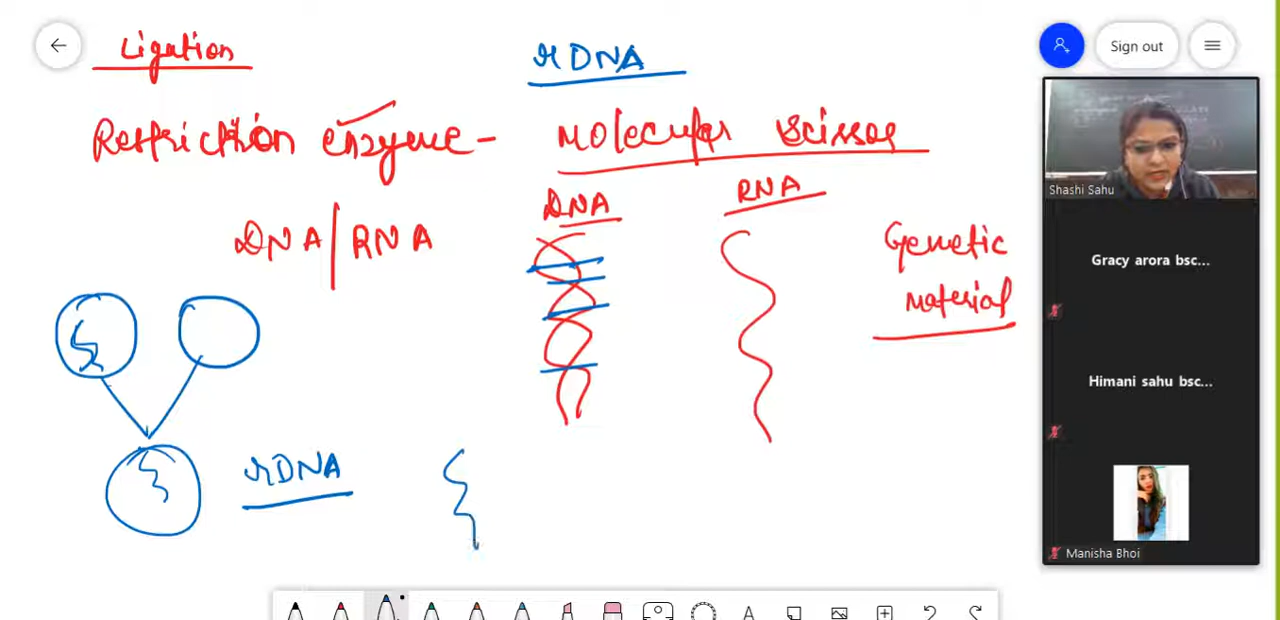 Ligation
rDNA
Sign out
Restriction enzyme - Molecular Scissor
DNA
RNA
DNA/RNA
Genetic
material
rDNA
Shashi Sahu
Gracy arora bsc...
Himani sahu bsc...
Manisha Bhoi
A